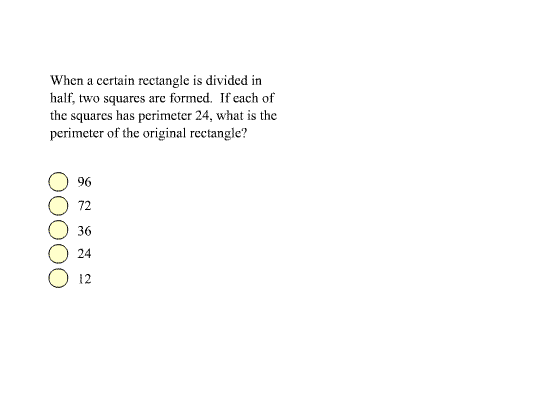 When a certain rectangle is divided in
half, two squares are formed.  If each of
the squares has perimeter 24, what is the
perimeter of the original rectangle?
96
72
36
24
12